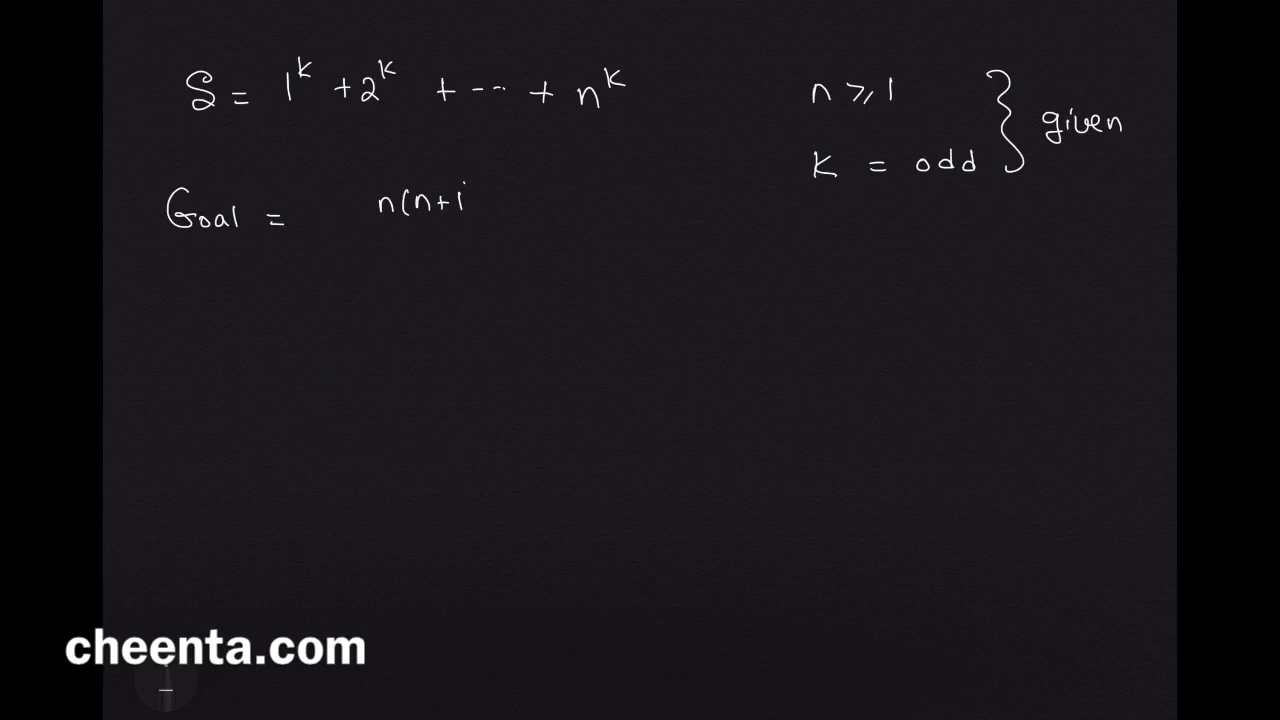 S = 1^k + 2^k + -- .. + n^k
n ⩾ 1
k = odd
given
Goal = n(n+1
cheenta.com